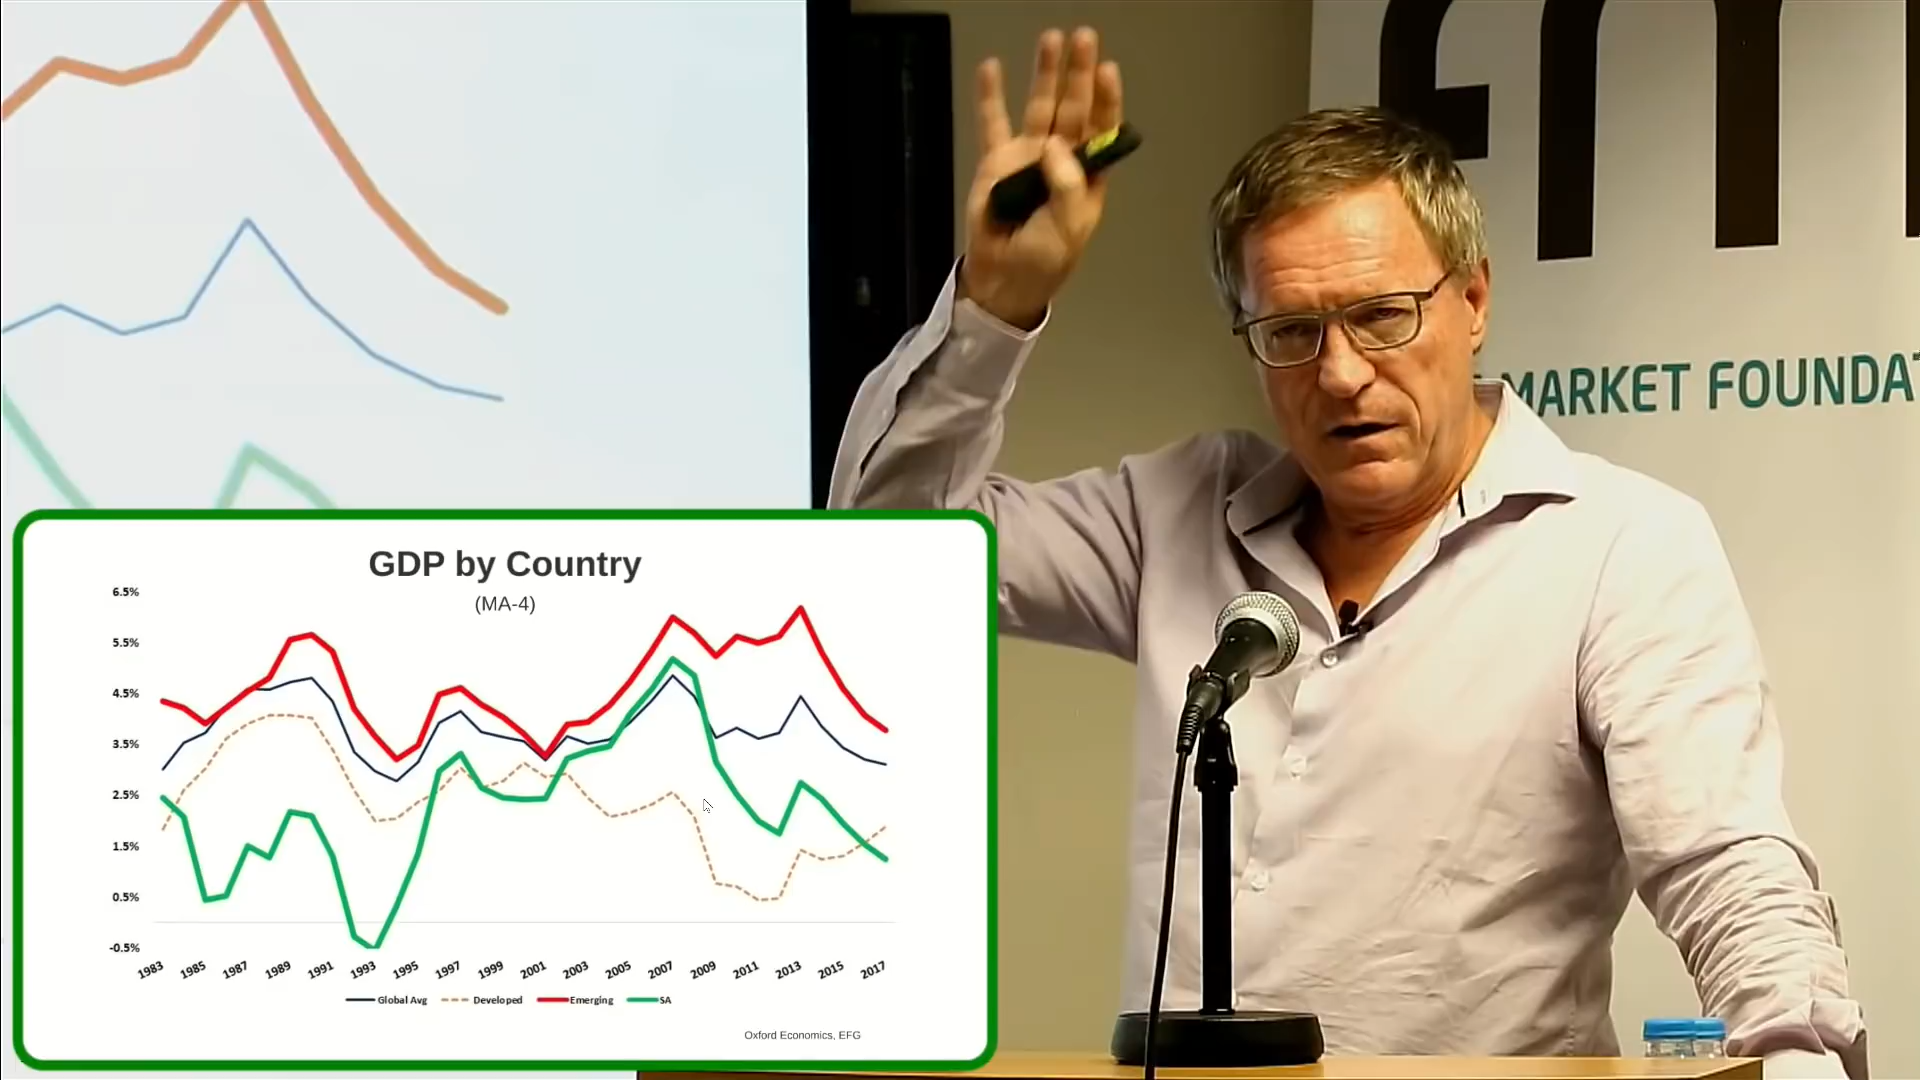 fm
MARKET FOUNDAT
GDP by Country
(MA-4)
6.5%
5.5%
4.5%
3.5%
2.5%
1.5%
0.5%
-0.5%
1983 1985 1987 1989 1991 1993 1995 1997 1999 2001 2003 2005 2007 2009 2011 2013 2015 2017
Global Avg Developed Emerging SA
Oxford Economics, EFG